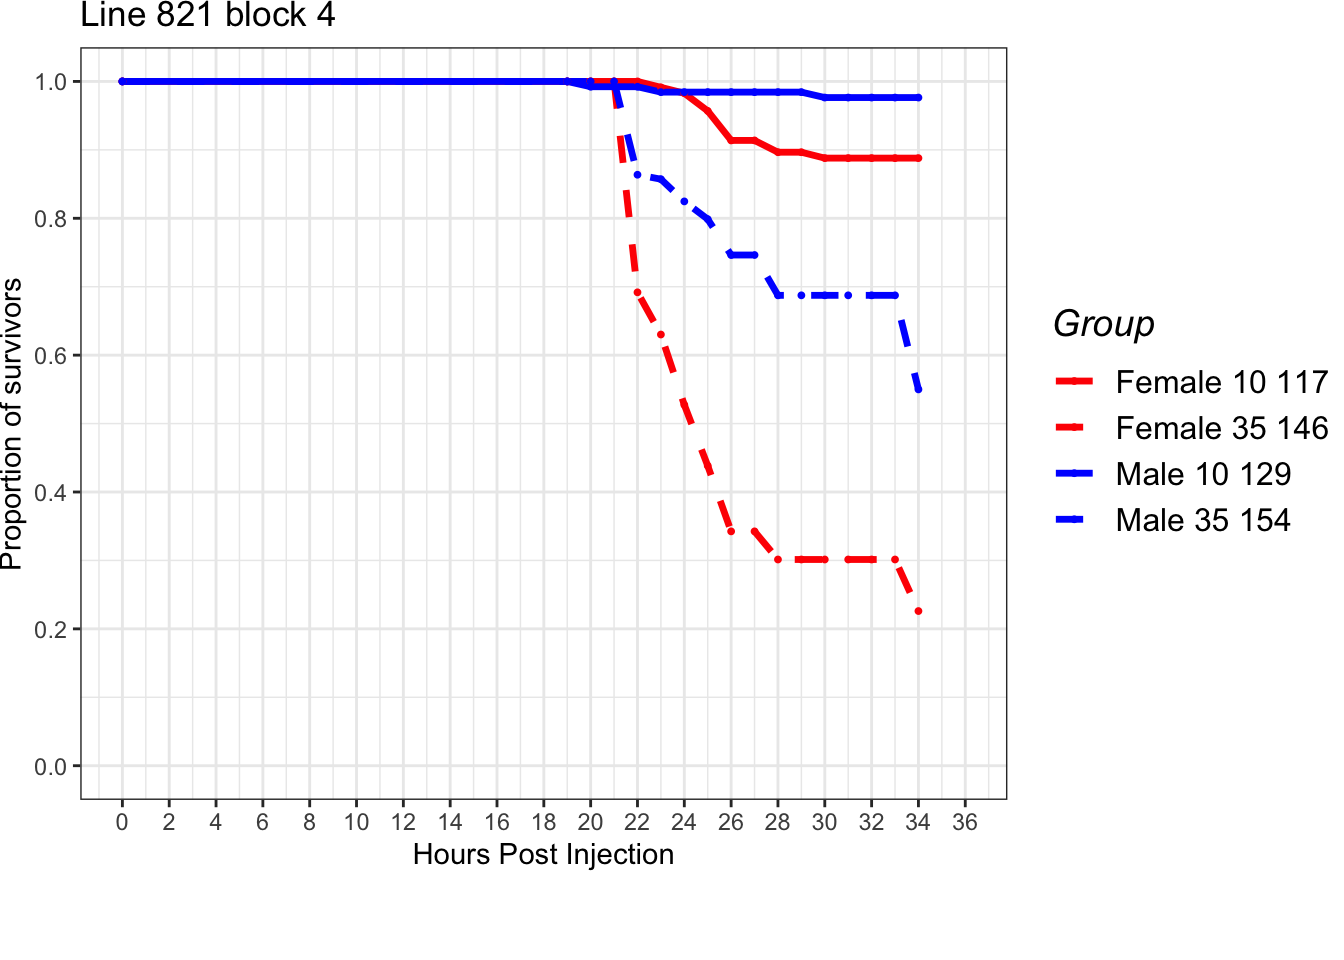 Line 821 block 4
1.0
0.8
0.6
0.4
0.2
0.0
Proportion of survivors
0 2 4 6 8 10 12 14 16 18 20 22 24 26 28 30 32 34 36
Hours Post Injection
Group
Female 10 117
Female 35 146
Male 10 129
Male 35 154